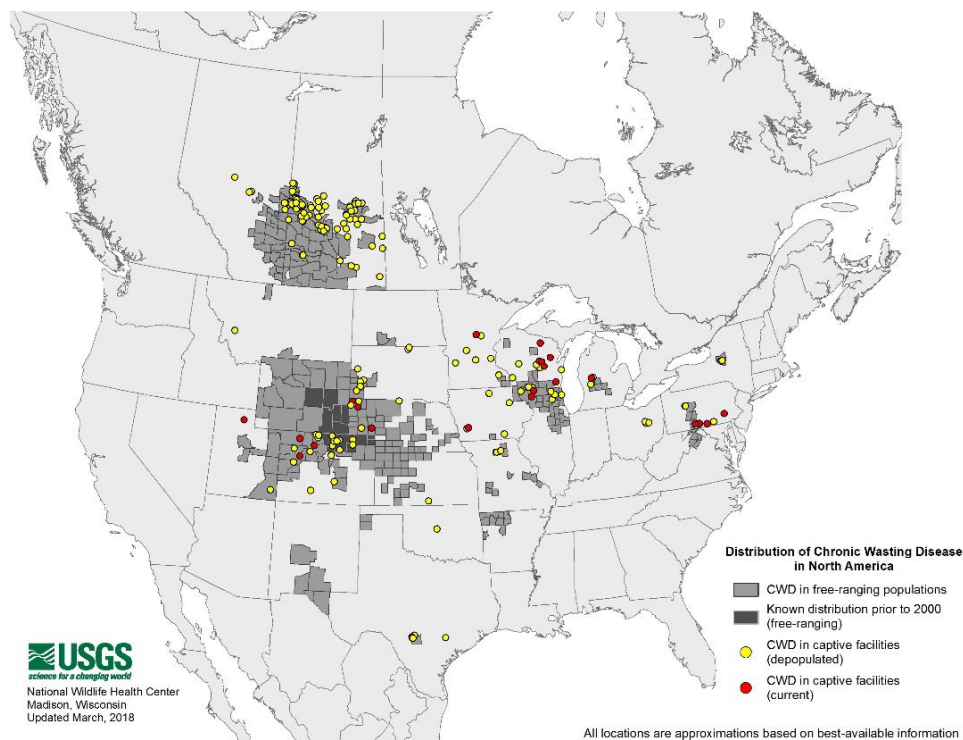 Distribution of Chronic Wasting Disease
in North America
CWD in free-ranging populations
Known distribution prior to 2000
(free-ranging)
CWD in captive facilities
(depopulated)
CWD in captive facilities
(current)
USGS
science for a changing world
National Wildlife Health Center
Madison, Wisconsin
Updated March, 2018
All locations are approximations based on best-available information